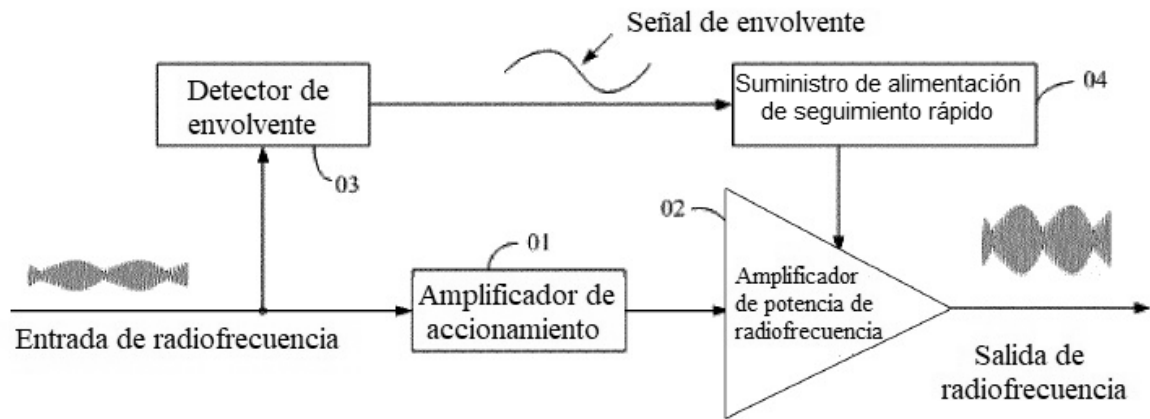 Señal de envolvente
Detector de
envolvente
03
Suministro de alimentación
de seguimiento rápido
04
02
01
Entrada de radiofrecuencia
Amplificador de
accionamiento
Amplificador
de potencia de
radiofrecuencia
Salida de
radiofrecuencia